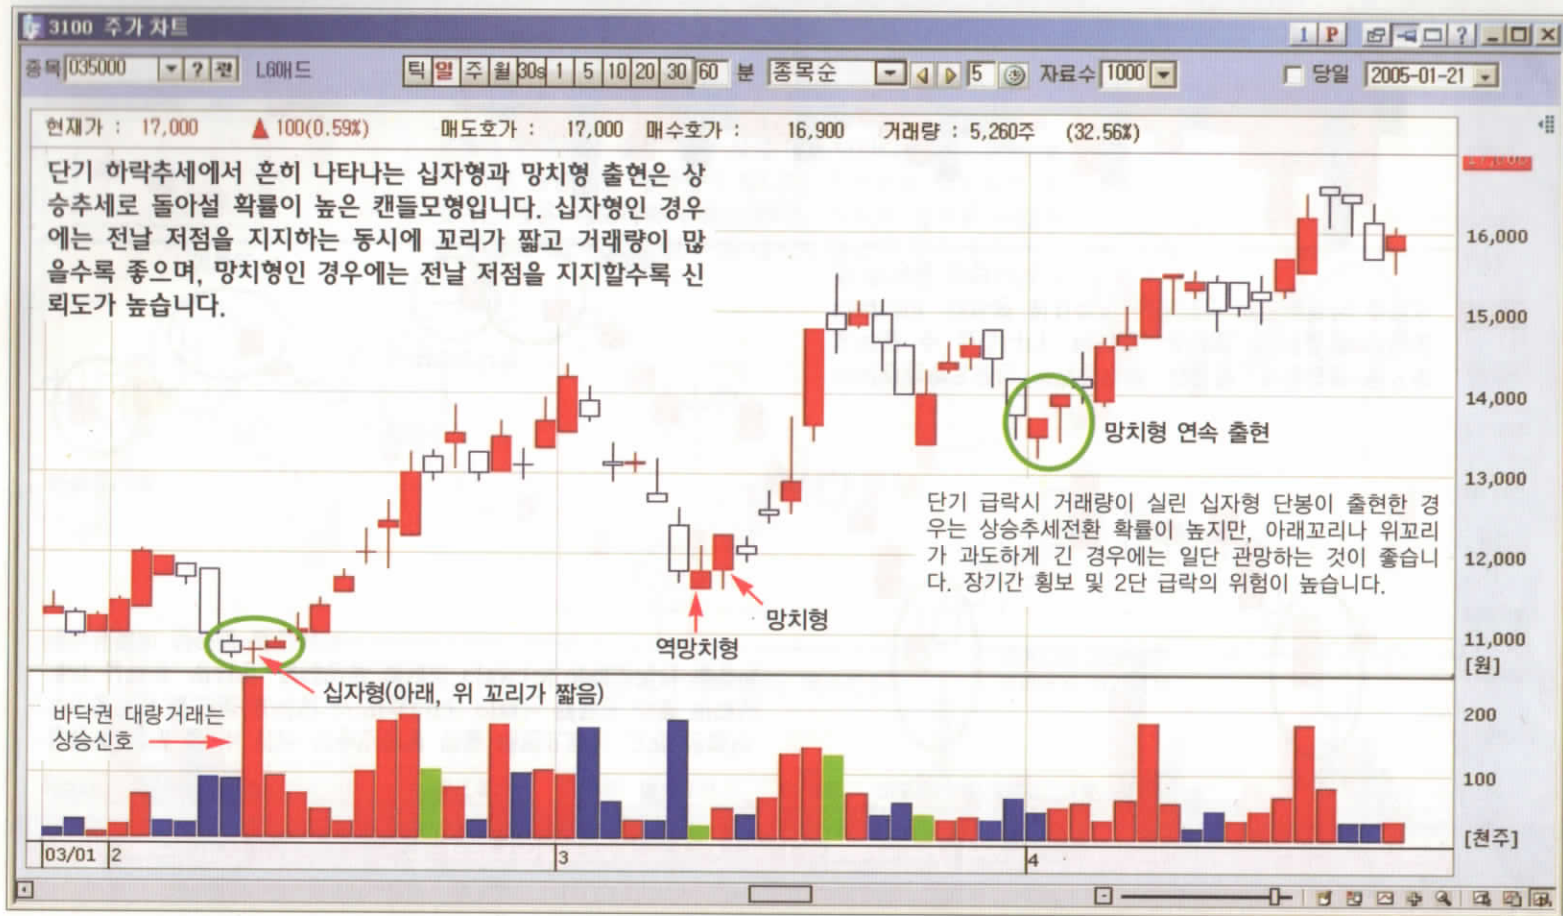 3100 주가 차트
1 P ?
종목 035000 ? 관 LG애드 틱 일 주 월 30s 1 5 10 20 30 60 분 종목순 5 자료수 1000 당일 2005-01-21
현재가 : 17,000 ▲ 100(0.59%) 매도호가 : 17,000 매수호가 : 16,900 거래량 : 5,260주 (32.56%)
단기 하락추세에서 흔히 나타나는 십자형과 망치형 출현은 상
승추세로 돌아설 확률이 높은 캔들모형입니다. 십자형인 경우
에는 전날 저점을 지지하는 동시에 꼬리가 짧고 거래량이 많
을수록 좋으며, 망치형인 경우에는 전날 저점을 지지할수록 신
뢰도가 높습니다.
17,000
16,000
15,000
14,000
망치형 연속 출현
13,000
단기 급락시 거래량이 실린 십자형 단봉이 출현한 경
우는 상승추세전환 확률이 높지만, 아래꼬리나 위꼬리
가 과도하게 긴 경우에는 일단 관망하는 것이 좋습니
다. 장기간 횡보 및 2단 급락의 위험이 높습니다.
12,000
망치형
역망치형
11,000
[원]
십자형(아래, 위 꼬리가 짧음)
바닥권 대량거래는
상승신호
200
100
[천주]
03/01 2 3 4